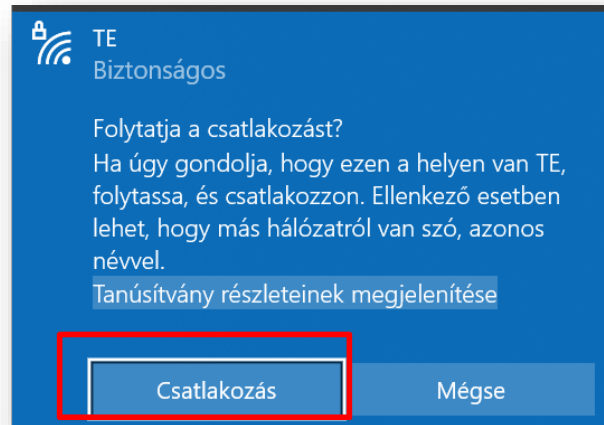 TE
Biztonságos
Folytatja a csatlakozást?
Ha úgy gondolja, hogy ezen a helyen van TE,
folytassa, és csatlakozzon. Ellenkező esetben
lehet, hogy más hálózatról van szó, azonos
névvel.
Tanúsítvány részleteinek megjelenítése
Csatlakozás Mégse